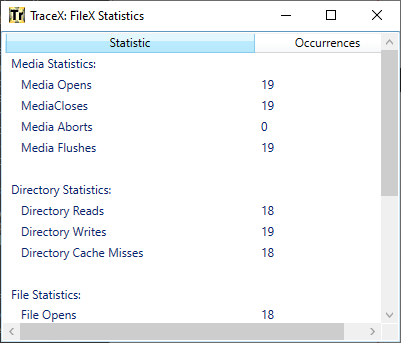 Tr TraceX: FileX Statistics
Statistic Occurrences
Media Statistics:
Media Opens 19
MediaCloses 19
Media Aborts 0
Media Flushes 19
Directory Statistics:
Directory Reads 18
Directory Writes 19
Directory Cache Misses 18
File Statistics:
File Opens 18